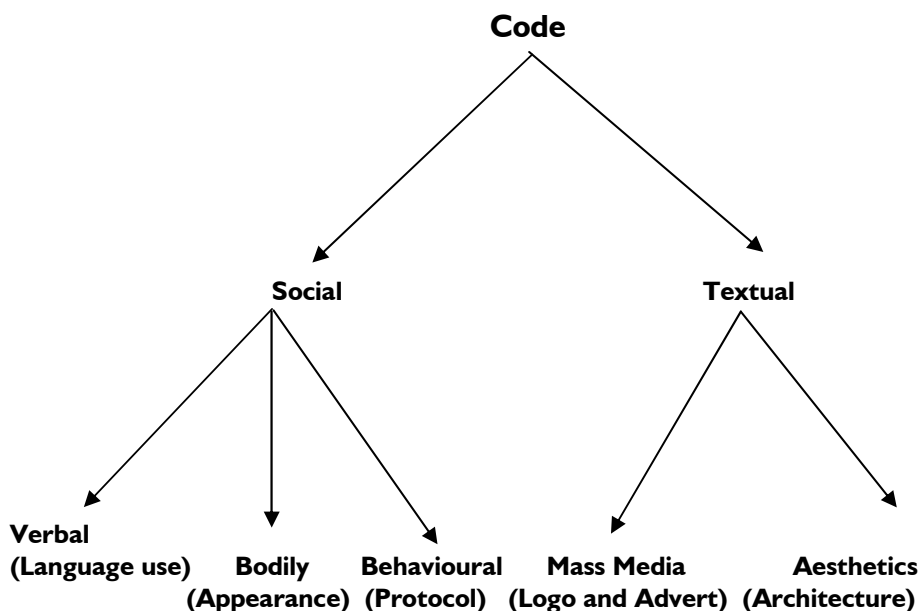 Code
Social
Textual
Verbal
(Language use)
Bodily
(Appearance)
Behavioural
(Protocol)
Mass Media
(Logo and Advert)
Aesthetics
(Architecture)